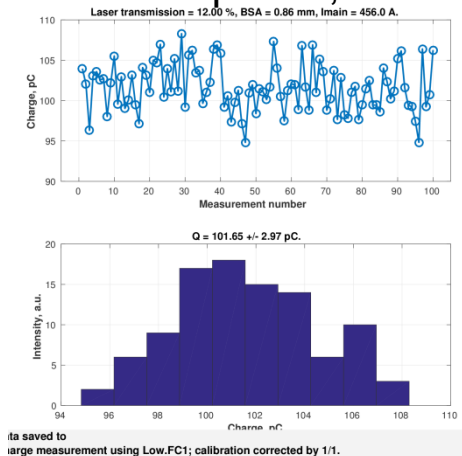 Laser transmission = 12.00 %, BSA = 0.86 mm, Imain = 456.0 A.
110
105
100
95
90
Charge, pC
0 10 20 30 40 50 60 70 80 90 100
Measurement number
Q = 101.65 +/- 2.97 pC.
20
15
10
5
0
Intensity, a.u.
94 96 98 100 102 104 106 108 110
Charge, pC
saved to
measurement using Low.FC1; calibration corrected by 1/1.